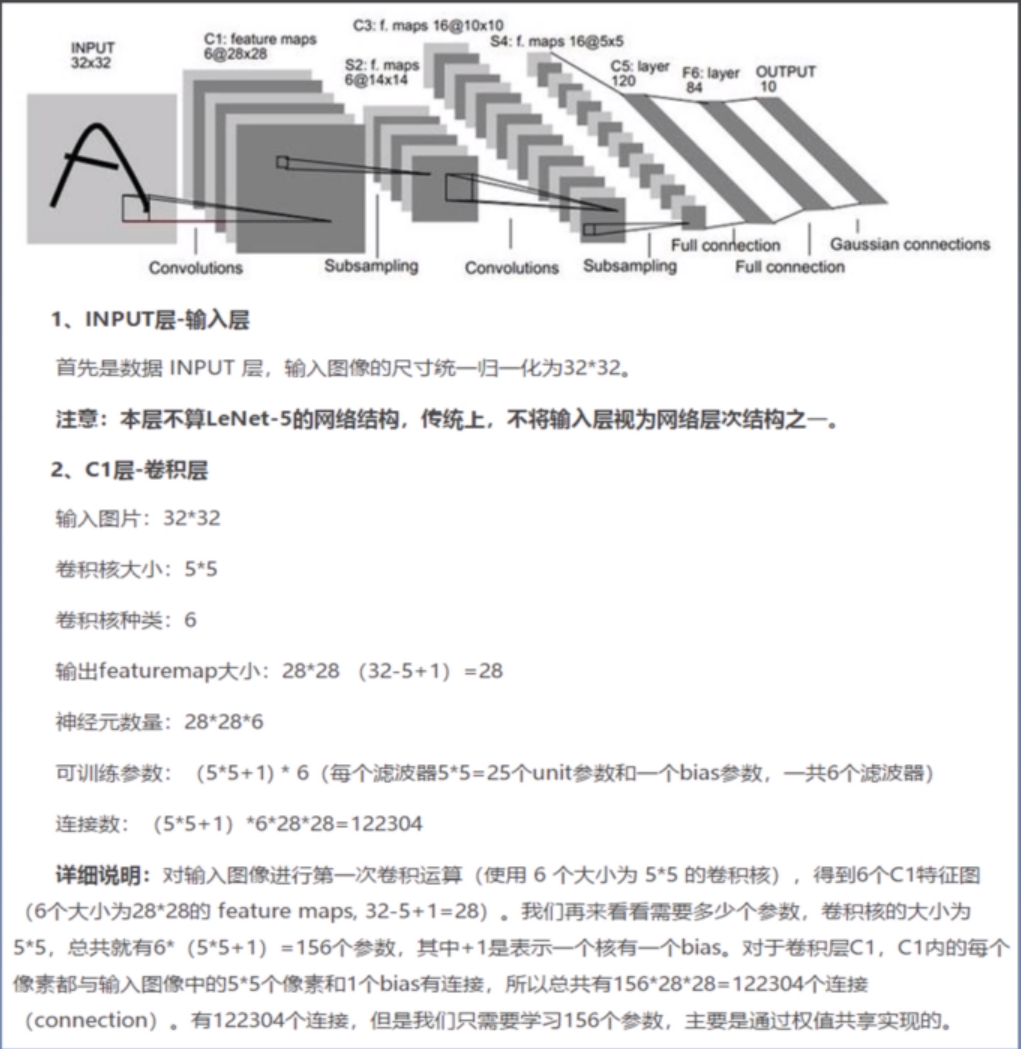 INPUT
32x32
C1: feature maps
6@28x28
S2: f. maps
6@14x14
C3: f. maps 16@10x10
S4: f. maps 16@5x5
C5: layer
120
F6: layer
84
OUTPUT
10
Convolutions
Subsampling
Convolutions
Subsampling
Full connection
Full connection
Gaussian connections
1、INPUT层-输入层
首先是数据 INPUT 层，输入图像的尺寸统一归一化为32*32。
注意：本层不算LeNet-5的网络结构，传统上，不将输入层视为网络层次结构之一。
2、C1层-卷积层
输入图片：32*32
卷积核大小：5*5
卷积核种类：6
输出featuremap大小：28*28 （32-5+1）=28
神经元数量：28*28*6
可训练参数：（5*5+1) * 6（每个滤波器5*5=25个unit参数和一个bias参数，一共6个滤波器）
连接数：（5*5+1）*6*28*28=122304
详细说明：对输入图像进行第一次卷积运算（使用 6 个大小为 5*5 的卷积核），得到6个C1特征图
（6个大小为28*28的 feature maps, 32-5+1=28）。我们再来看看需要多少个参数，卷积核的大小为
5*5，总共就有6*（5*5+1）=156个参数，其中+1是表示一个核有一个bias。对于卷积层C1，C1内的每个
像素都与输入图像中的5*5个像素和1个bias有连接，所以总共有156*28*28=122304个连接
（connection）。有122304个连接，但是我们只需要学习156个参数，主要是通过权值共享实现的。